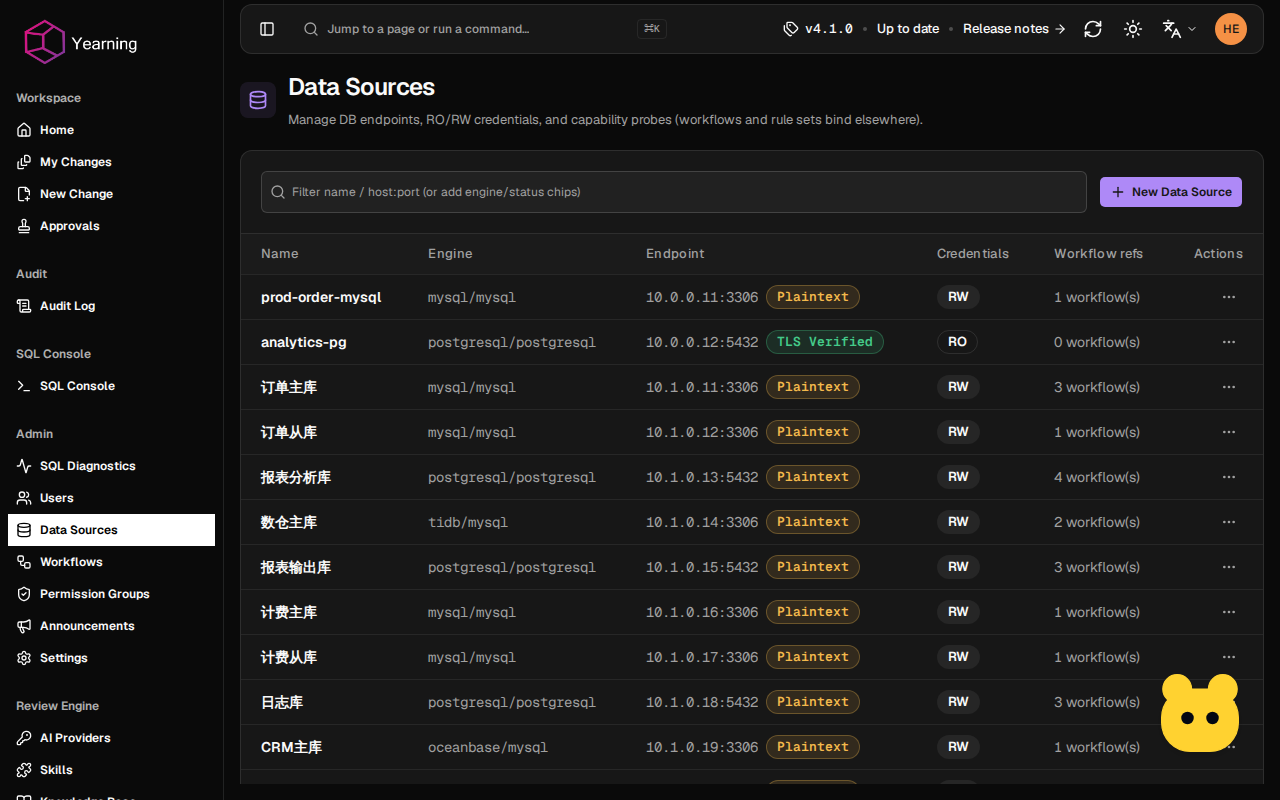 Yearning
Workspace
Home
My Changes
New Change
Approvals
Audit
Audit Log
SQL Console
SQL Console
Admin
SQL Diagnostics
Users
Data Sources
Workflows
Permission Groups
Announcements
Settings
Review Engine
AI Providers
Skills
Jump to a page or run a command... ⌘K v4.1.0 • Up to date • Release notes → HE
Data Sources
Manage DB endpoints, RO/RW credentials, and capability probes (workflows and rule sets bind elsewhere).
Filter name / host:port (or add engine/status chips) New Data Source
Name Engine Endpoint Credentials Workflow refs Actions
prod-order-mysql mysql/mysql 10.0.0.11:3306 Plaintext RW 1 workflow(s)
analytics-pg postgresql/postgresql 10.0.0.12:5432 TLS Verified RO 0 workflow(s)
订单主库 mysql/mysql 10.1.0.11:3306 Plaintext RW 3 workflow(s)
订单从库 mysql/mysql 10.1.0.12:3306 Plaintext RW 1 workflow(s)
报表分析库 postgresql/postgresql 10.1.0.13:5432 Plaintext RW 4 workflow(s)
数仓主库 tidb/mysql 10.1.0.14:3306 Plaintext RW 2 workflow(s)
报表输出库 postgresql/postgresql 10.1.0.15:5432 Plaintext RW 3 workflow(s)
计费主库 mysql/mysql 10.1.0.16:3306 Plaintext RW 1 workflow(s)
计费从库 mysql/mysql 10.1.0.17:3306 Plaintext RW 1 workflow(s)
日志库 postgresql/postgresql 10.1.0.18:5432 Plaintext RW 3 workflow(s)
CRM主库 oceanbase/mysql 10.1.0.19:3306 Plaintext RW 1 workflow(s)